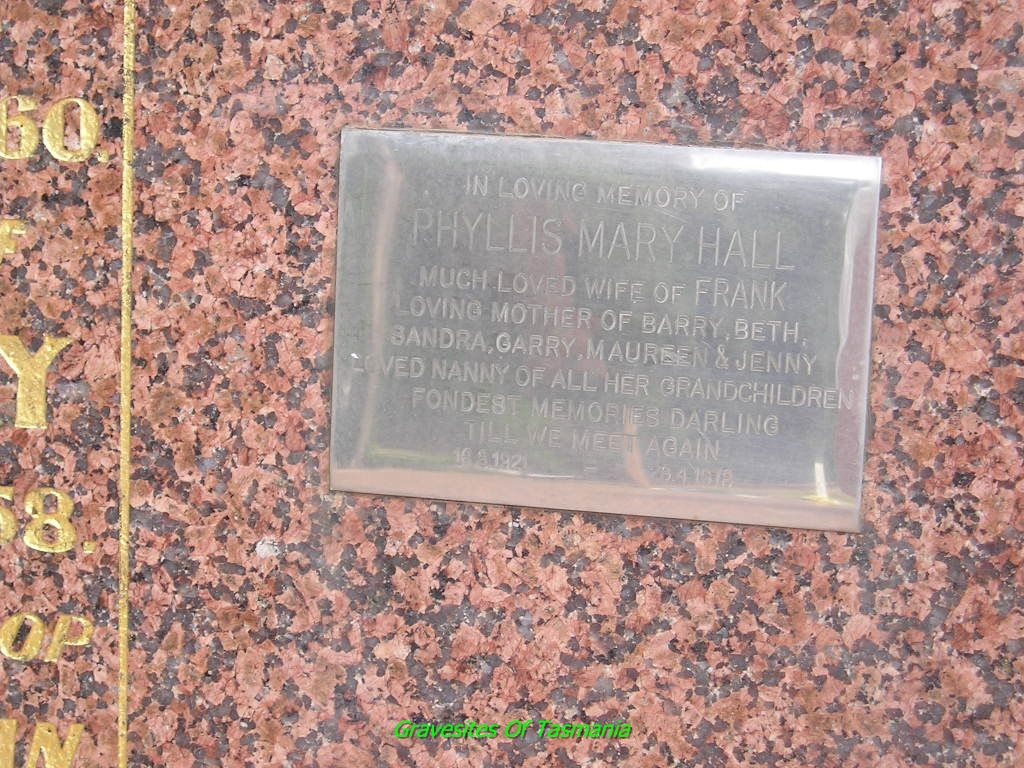 60.
F
Y
58.
OP
IN LOVING MEMORY OF
PHYLLIS MARY HALL
MUCH LOVED WIFE OF FRANK
LOVING MOTHER OF BARRY, BETH,
SANDRA, GARRY, MAUREEN & JENNY
LOVED NANNY OF ALL HER GRANDCHILDREN
FONDEST MEMORIES DARLING
TILL WE MEET AGAIN
Gravesites Of Tasmania